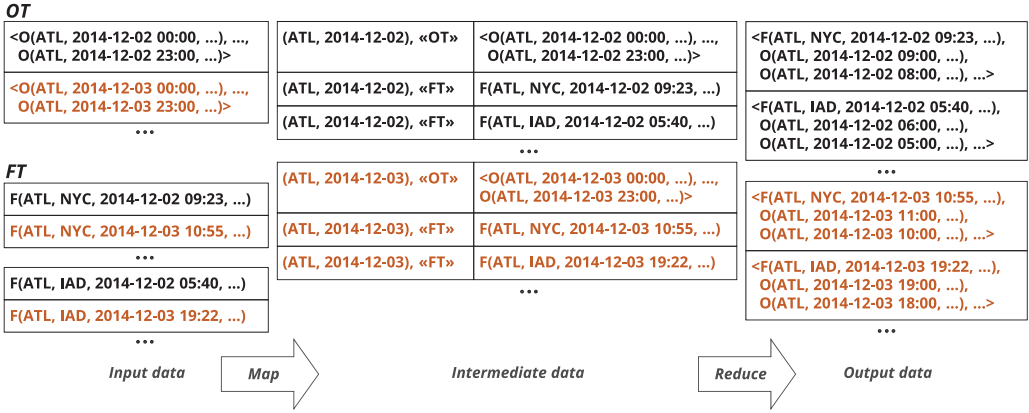 OT
<O(ATL, 2014-12-02 00:00, ...), ...,
O(ATL, 2014-12-02 23:00, ...)>
<O(ATL, 2014-12-03 00:00, ...), ...,
O(ATL, 2014-12-03 23:00, ...)>
...
FT
F(ATL, NYC, 2014-12-02 09:23, ...)
F(ATL, NYC, 2014-12-03 10:55, ...)
F(ATL, IAD, 2014-12-02 05:40, ...)
F(ATL, IAD, 2014-12-03 19:22, ...)
...
(ATL, 2014-12-02), «OT»
<O(ATL, 2014-12-02 00:00, ...), ...,
O(ATL, 2014-12-02 23:00, ...)>
(ATL, 2014-12-02), «FT»
F(ATL, NYC, 2014-12-02 09:23, ...)
(ATL, 2014-12-02), «FT»
F(ATL, IAD, 2014-12-02 05:40, ...)
...
(ATL, 2014-12-03), «OT»
<O(ATL, 2014-12-03 00:00, ...), ...,
O(ATL, 2014-12-03 23:00, ...)>
(ATL, 2014-12-03), «FT»
F(ATL, NYC, 2014-12-03 10:55, ...)
(ATL, 2014-12-03), «FT»
F(ATL, IAD, 2014-12-03 19:22, ...)
...
<F(ATL, NYC, 2014-12-02 09:23, ...),
O(ATL, 2014-12-02 09:00, ...),
O(ATL, 2014-12-02 08:00, ...), ...>
<F(ATL, IAD, 2014-12-02 05:40, ...),
O(ATL, 2014-12-02 06:00, ...),
O(ATL, 2014-12-02 05:00, ...), ...>
...
<F(ATL, NYC, 2014-12-03 10:55, ...),
O(ATL, 2014-12-03 11:00, ...),
O(ATL, 2014-12-03 10:00, ...), ...>
<F(ATL, IAD, 2014-12-03 19:22, ...),
O(ATL, 2014-12-03 19:00, ...),
O(ATL, 2014-12-03 18:00, ...), ...>
...
Input data
Map
Intermediate data
Reduce
Output data